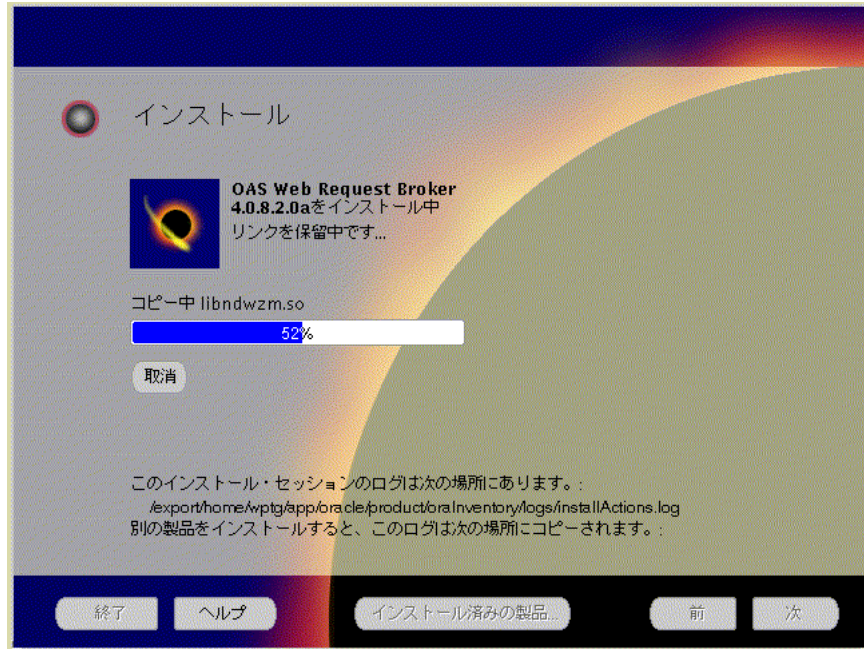 インストール
OAS Web Request Broker
4.0.8.2.0aをインストール中
リンクを保留中です...
コピー中 libndwzm.so
52%
取消
このインストール・セッションのログは次の場所にあります。:
/export/home/wptg/app/oracle/product/oraInventory/logs/installActions.log
別の製品をインストールすると、このログは次の場所にコピーされます。:
終了 ヘルプ インストール済みの製品... 前 次